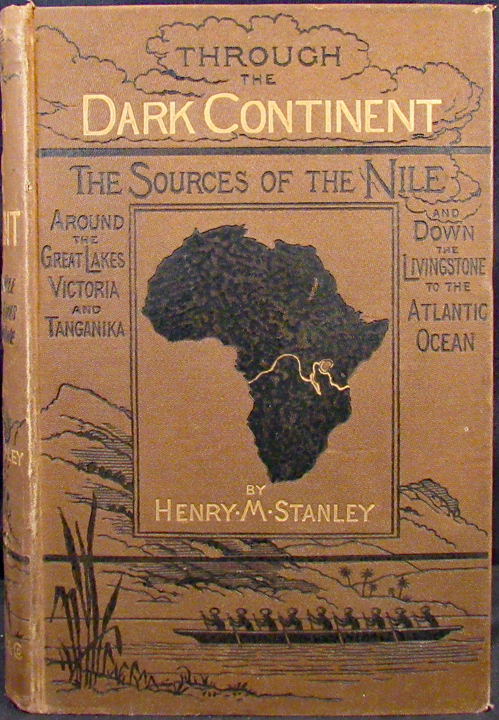 THROUGH
THE
DARK CONTINENT
THE SOURCES OF THE NILE
AROUND
THE
GREAT LAKES
VICTORIA
AND
TANGANIKA
AND
DOWN
THE
LIVINGSTONE
TO THE
ATLANTIC
OCEAN
BY
HENRY·M·STANLEY